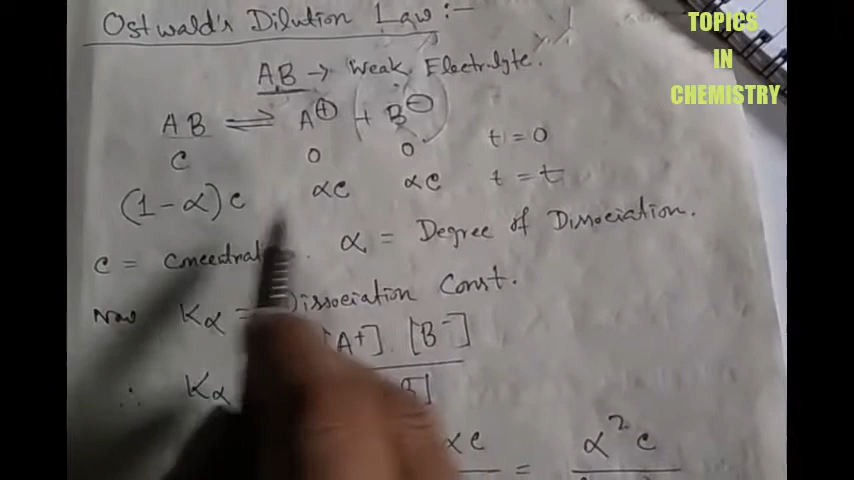 Ostwald's Dilution Law :-
TOPICS
IN
CHEMISTRY
AB → Weak Electrolyte.
AB ⇌ A⊕ + B⊖
C 0 0 t = 0
(1-α)c αc αc t = t
c = α = Degree of Dissociation.
Now Kα = Dissociation Const.
[A+] [B-]
∴ Kα
αc = α²c